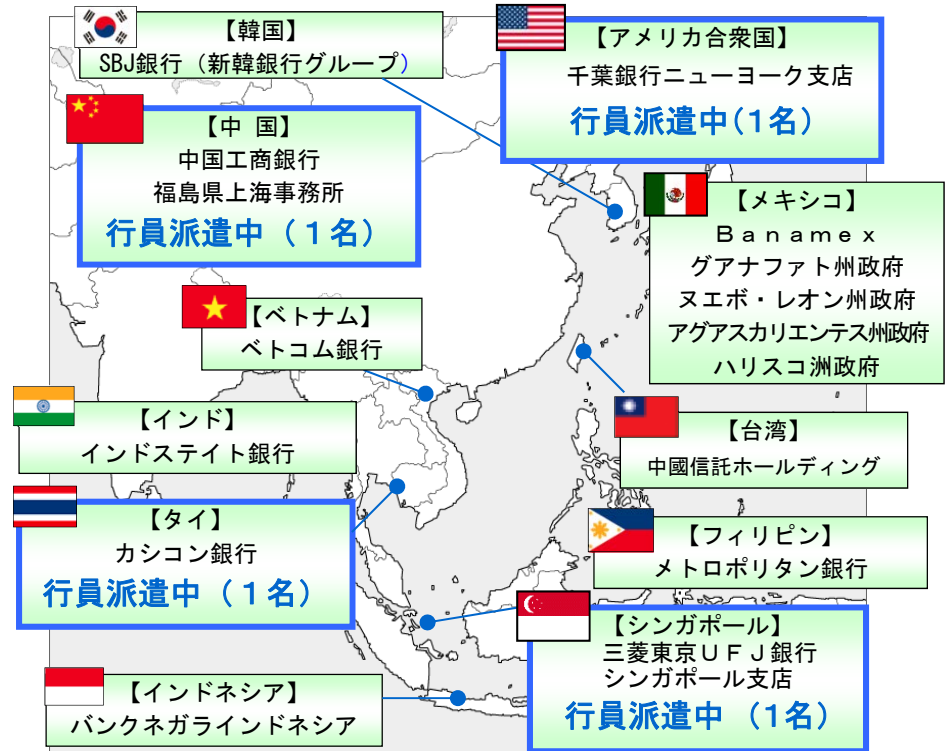 【韓国】
SBJ銀行（新韓銀行グループ）
【アメリカ合衆国】
千葉銀行ニューヨーク支店
行員派遣中（１名）
【中 国】
中国工商銀行
福島県上海事務所
行員派遣中（１名）
【メキシコ】
Ｂａｎａｍｅｘ
グアナファト州政府
ヌエボ・レオン州政府
アグアスカリエンテス州政府
ハリスコ洲政府
【ベトナム】
ベトコム銀行
【インド】
インドステイト銀行
【台湾】
中國信託ホールディング
【タイ】
カシコン銀行
行員派遣中（１名）
【フィリピン】
メトロポリタン銀行
【シンガポール】
三菱東京ＵＦＪ銀行
シンガポール支店
行員派遣中（１名）
【インドネシア】
バンクネガラインドネシア